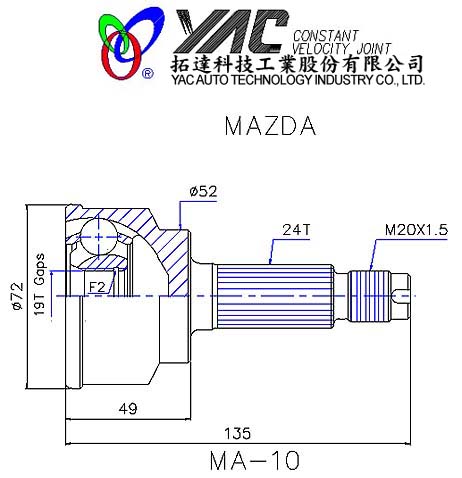 YAC CONSTANT
VELOCITY JOINT
拓達科技工業股份有限公司
® YAC AUTO TECHNOLOGY INDUSTRY CO., LTD
MAZDA
ø52
24T
M20X1.5
ø72
19T Gaps
F2
49
135
MA-10